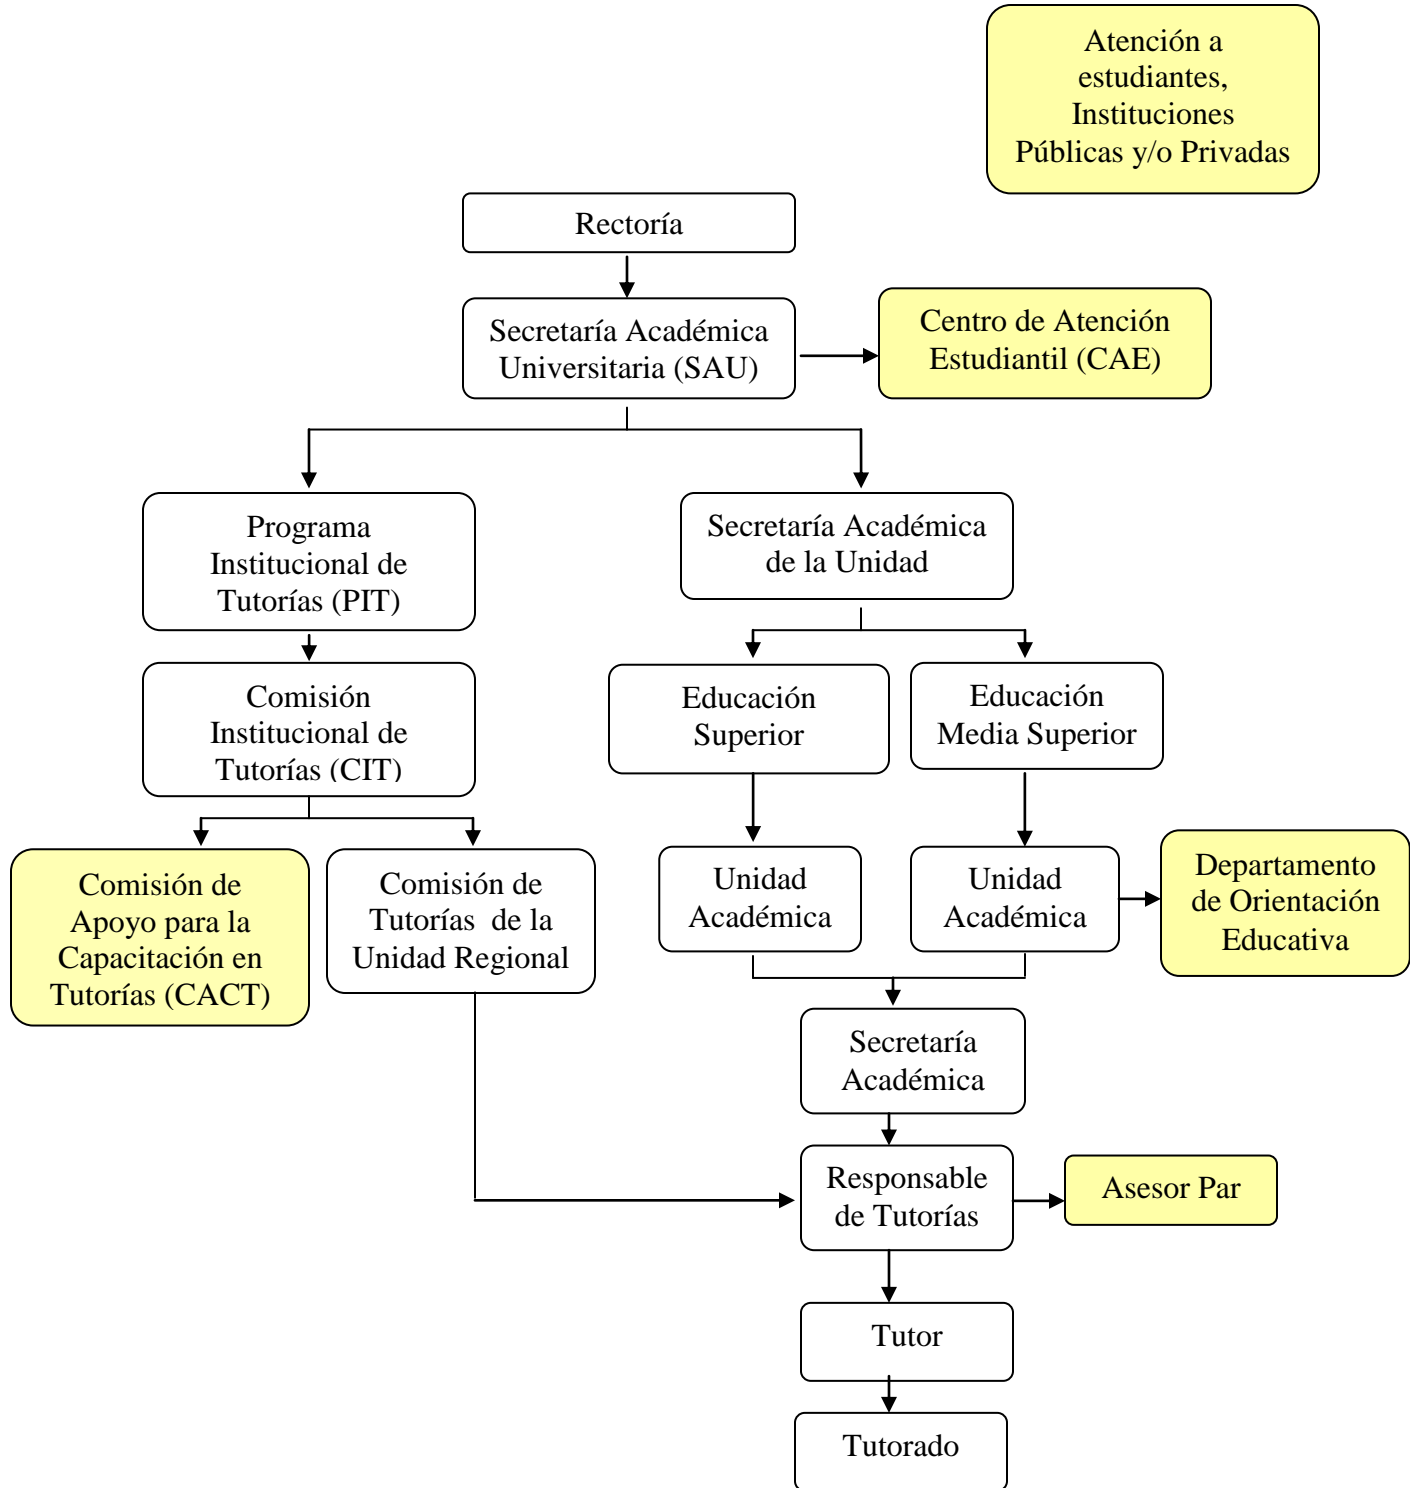 Atención a
estudiantes,
Instituciones
Públicas y/o Privadas
Rectoría
Secretaría Académica
Universitaria (SAU)
Centro de Atención
Estudiantil (CAE)
Programa
Institucional de
Tutorías (PIT)
Secretaría Académica
de la Unidad
Comisión
Institucional de
Tutorías (CIT)
Educación
Superior
Educación
Media Superior
Comisión de
Apoyo para la
Capacitación en
Tutorías (CACT)
Comisión de
Tutorías de la
Unidad Regional
Unidad
Académica
Unidad
Académica
Departamento
de Orientación
Educativa
Secretaría
Académica
Responsable
de Tutorías
Asesor Par
Tutor
Tutorado